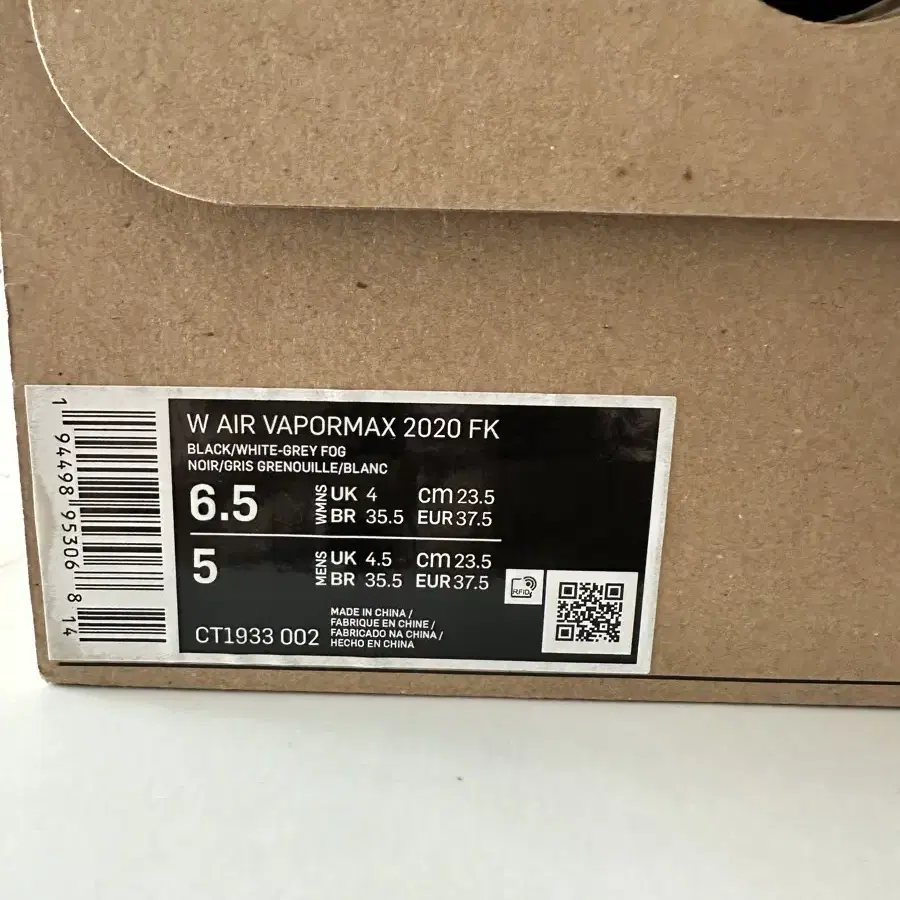 W AIR VAPORMAX 2020 FK
BLACK/WHITE-GREY FOG
NOIR/GRIS GRENOUILLE/BLANC
6.5 WMNS UK 4 cm 23.5
BR 35.5 EUR 37.5
5 MENS UK 4.5 cm 23.5
BR 35.5 EUR 37.5
RFID
CT1933 002
MADE IN CHINA /
FABRIQUE EN CHINE /
FABRICADO NA CHINA /
HECHO EN CHINA
1 94498 95306 8 14